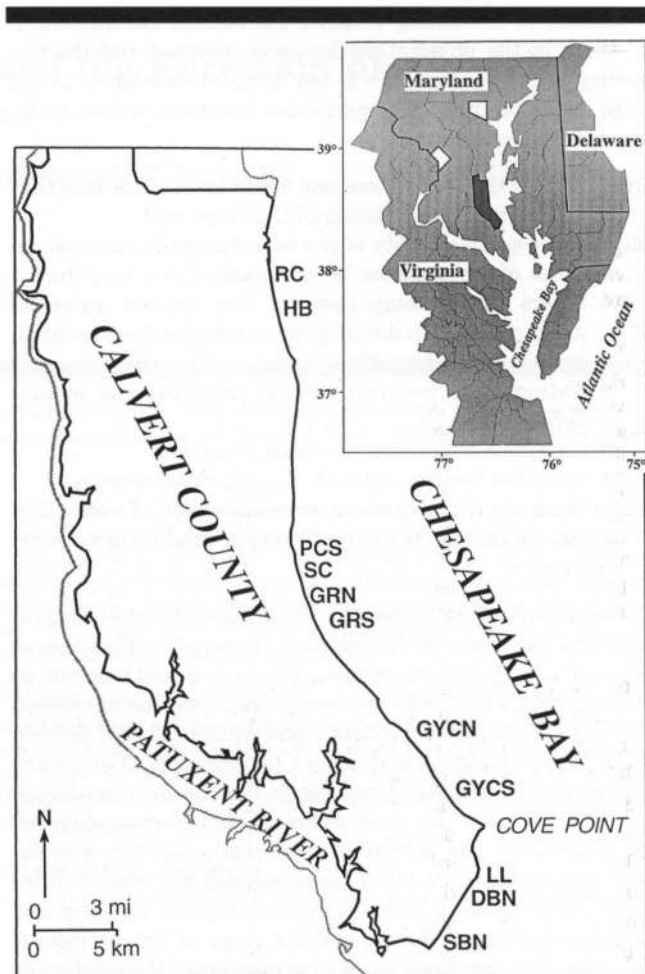 Maryland
Delaware
39°
38°
Virginia
37°
Chesapeake Bay
Atlantic Ocean
77°
76°
75°
RC
HB
CALVERT COUNTY
CHESAPEAKE BAY
PCS
SC
GRN
GRS
GYCN
GYCS
COVE POINT
PATUXENT RIVER
LL
DBN
SBN
N
0 3 mi
0 5 km